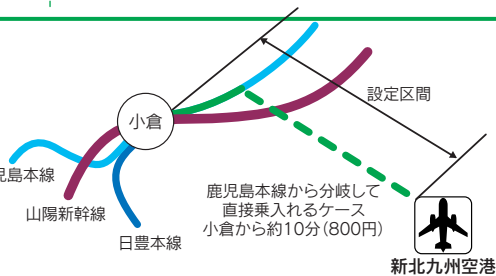 設定区間
小倉
児島本線
山陽新幹線
日豊本線
鹿児島本線から分岐して
直接乗入れるケース
小倉から約10分（800円）
新北九州空港